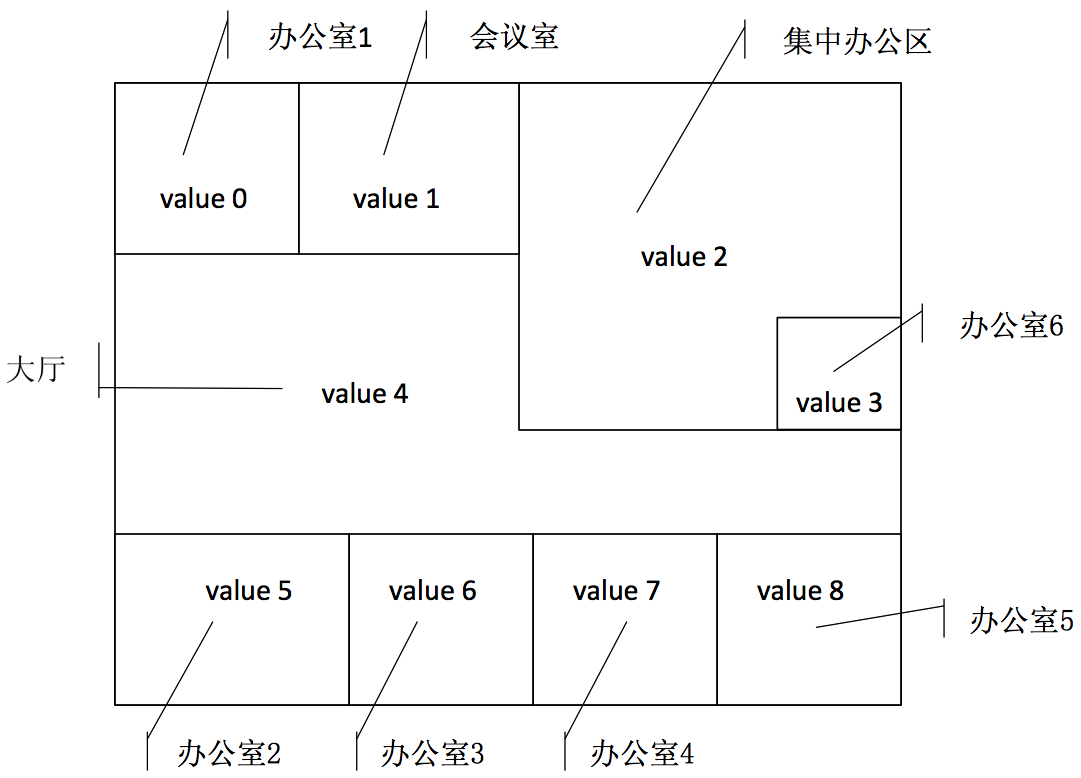 办公室1
会议室
集中办公区
value 0
value 1
value 2
办公室6
大厅
value 4
value 3
value 5
value 6
value 7
value 8
办公室5
办公室2
办公室3
办公室4